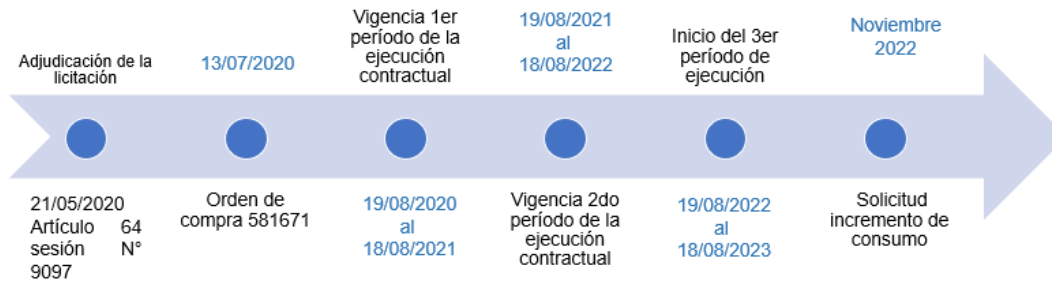 Adjudicación de la
licitación
21/05/2020
Artículo 64
sesión N°
9097
13/07/2020
Orden de
compra 581671
Vigencia 1er
período de la
ejecución
contractual
19/08/2020
al
18/08/2021
19/08/2021
al
18/08/2022
Vigencia 2do
período de la
ejecución
contractual
Inicio del 3er
período de
ejecución
19/08/2022
al
18/08/2023
Noviembre
2022
Solicitud
incremento de
consumo